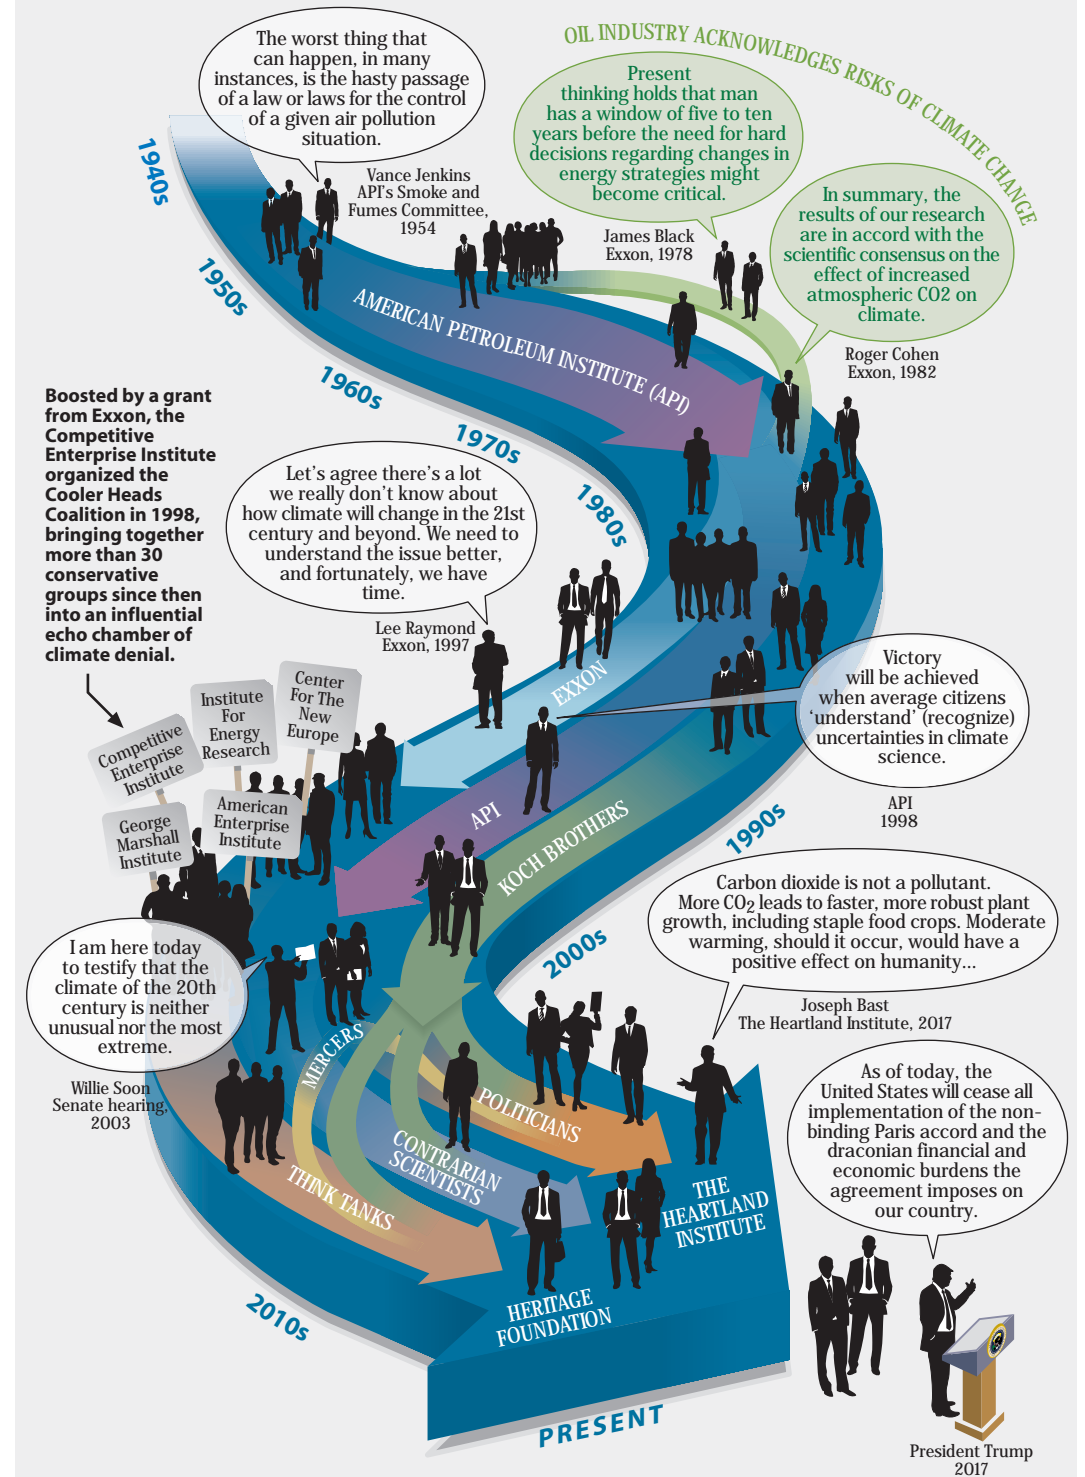 OIL INDUSTRY ACKNOWLEDGES RISKS OF CLIMATE CHANGE
The worst thing that
can happen, in many
instances, is the hasty passage
of a law or laws for the control
of a given air pollution
situation.
Vance Jenkins
API's Smoke and
Fumes Committee,
1954
Present
thinking holds that man
has a window of five to ten
years before the need for hard
decisions regarding changes in
energy strategies might
become critical.
James Black
Exxon, 1978
In summary, the
results of our research
are in accord with the
scientific consensus on the
effect of increased
atmospheric CO2 on
climate.
Roger Cohen
Exxon, 1982
1940s
1950s
AMERICAN PETROLEUM INSTITUTE (API)
1960s
1970s
1980s
Boosted by a grant
from Exxon, the
Competitive
Enterprise Institute
organized the
Cooler Heads
Coalition in 1998,
bringing together
more than 30
conservative
groups since then
into an influential
echo chamber of
climate denial.
Let's agree there's a lot
we really don't know about
how climate will change in the 21st
century and beyond. We need to
understand the issue better,
and fortunately, we have
time.
Lee Raymond
Exxon, 1997
EXXON
Victory
will be achieved
when average citizens
'understand' (recognize)
uncertainties in climate
science.
API
1998
Competitive
Enterprise
Institute
Institute
For
Energy
Research
Center
For The
New
Europe
George
Marshall
Institute
American
Enterprise
Institute
API
KOCH BROTHERS
1990s
2000s
Carbon dioxide is not a pollutant.
More CO2 leads to faster, more robust plant
growth, including staple food crops. Moderate
warming, should it occur, would have a
positive effect on humanity...
Joseph Bast
The Heartland Institute, 2017
I am here today
to testify that the
climate of the 20th
century is neither
unusual nor the most
extreme.
Willie Soon
Senate hearing,
2003
MERCERS
POLITICIANS
CONTRARIAN
SCIENTISTS
THINK TANKS
THE
HEARTLAND
INSTITUTE
HERITAGE
FOUNDATION
As of today, the
United States will cease all
implementation of the non-
binding Paris accord and the
draconian financial and
economic burdens the
agreement imposes on
our country.
2010s
PRESENT
President Trump
2017